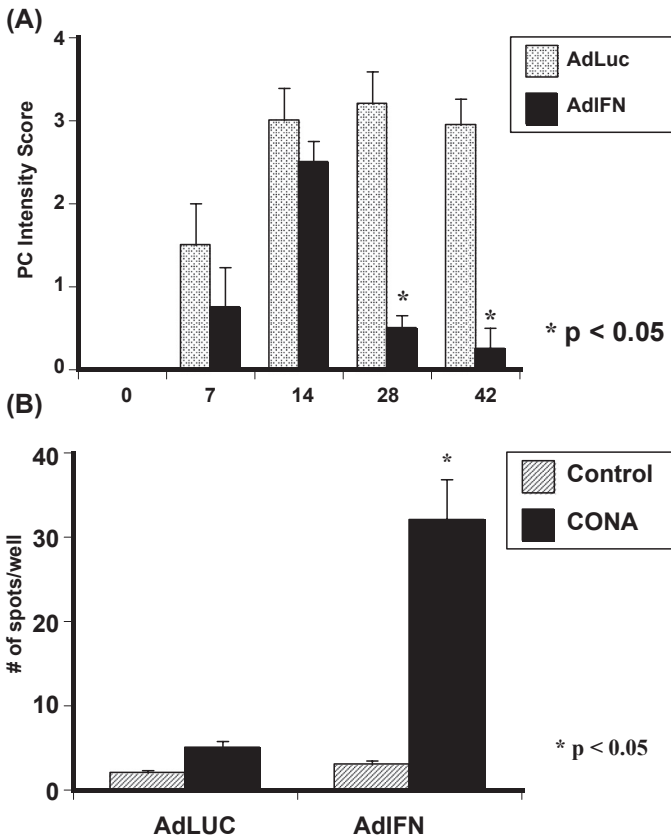 (A)
PC Intensity Score
4
3
2
1
0
0 7 14 28 42
AdLuc
AdIFN
*
*
* p < 0.05
(B)
# of spots/well
40
30
20
10
0
AdLUC AdIFN
Control
CONA
*
* p < 0.05